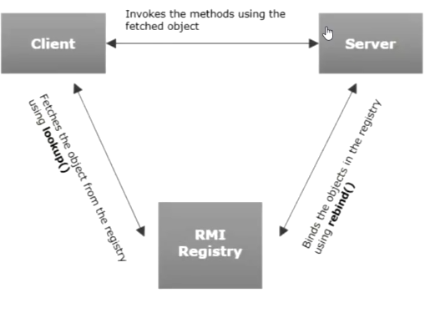 Invokes the methods using the
fetched object
Client
Server
Fetches the object from the registry
using lookup()
Binds the objects in the registry
using rebind()
RMI
Registry